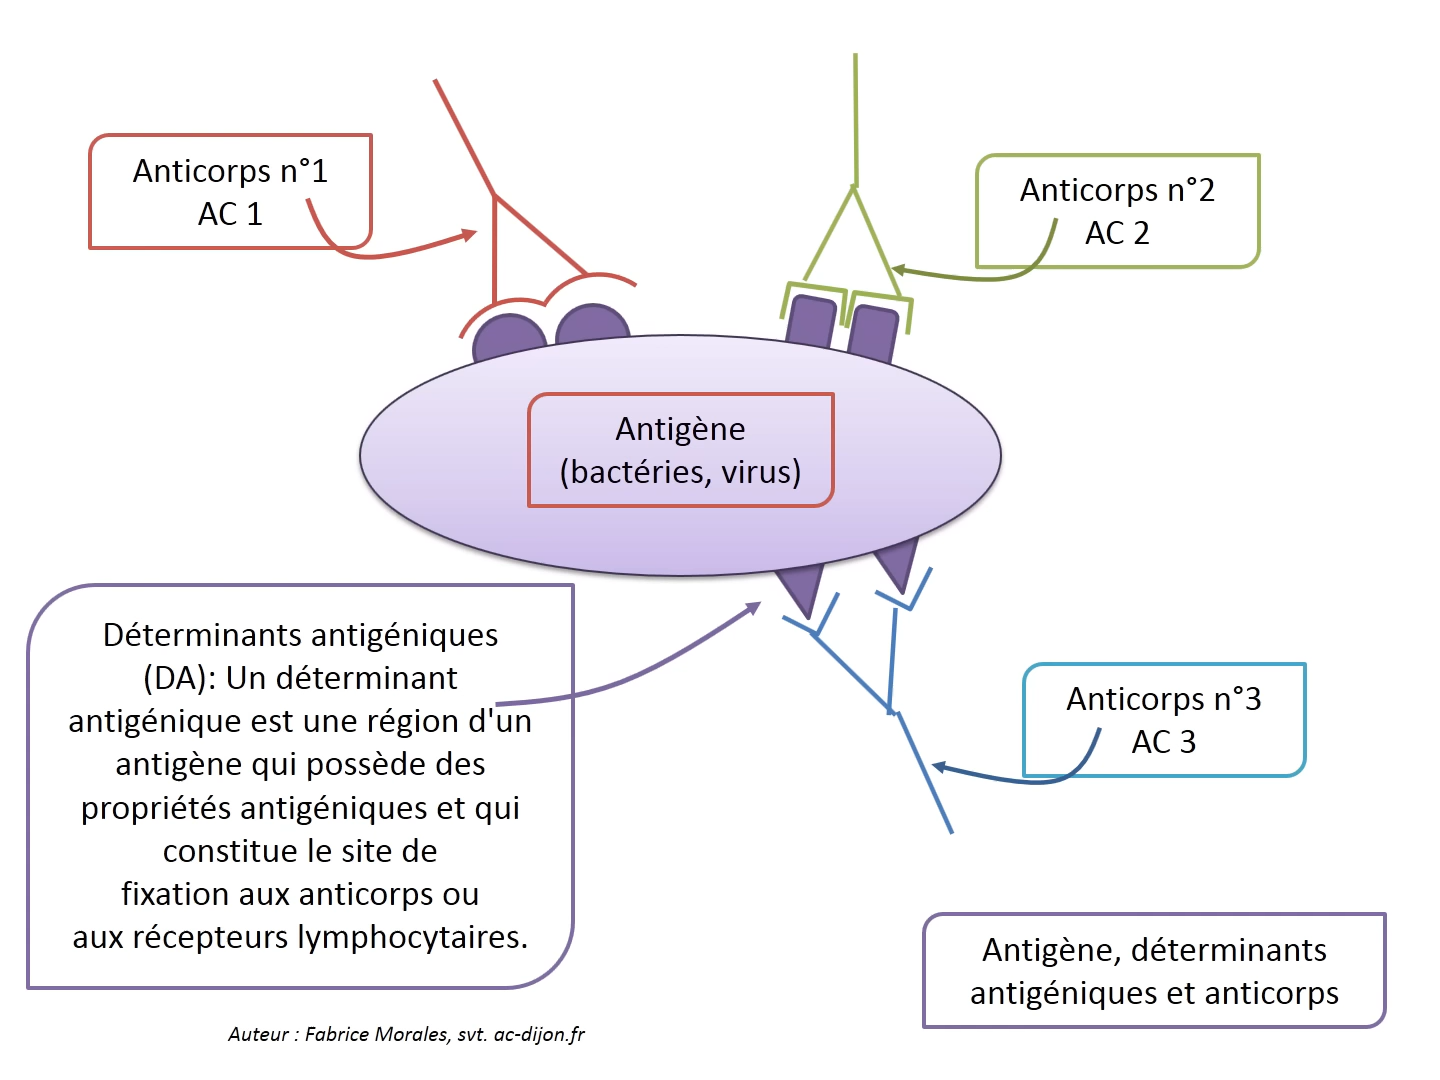 Anticorps n°1
AC 1
Anticorps n°2
AC 2
Antigène
(bactéries, virus)
Déterminants antigéniques
(DA): Un déterminant
antigénique est une région d'un
antigène qui possède des
propriétés antigéniques et qui
constitue le site de
fixation aux anticorps ou
aux récepteurs lymphocytaires.
Anticorps n°3
AC 3
Antigène, déterminants
antigéniques et anticorps
Auteur : Fabrice Morales, svt. ac-dijon.fr